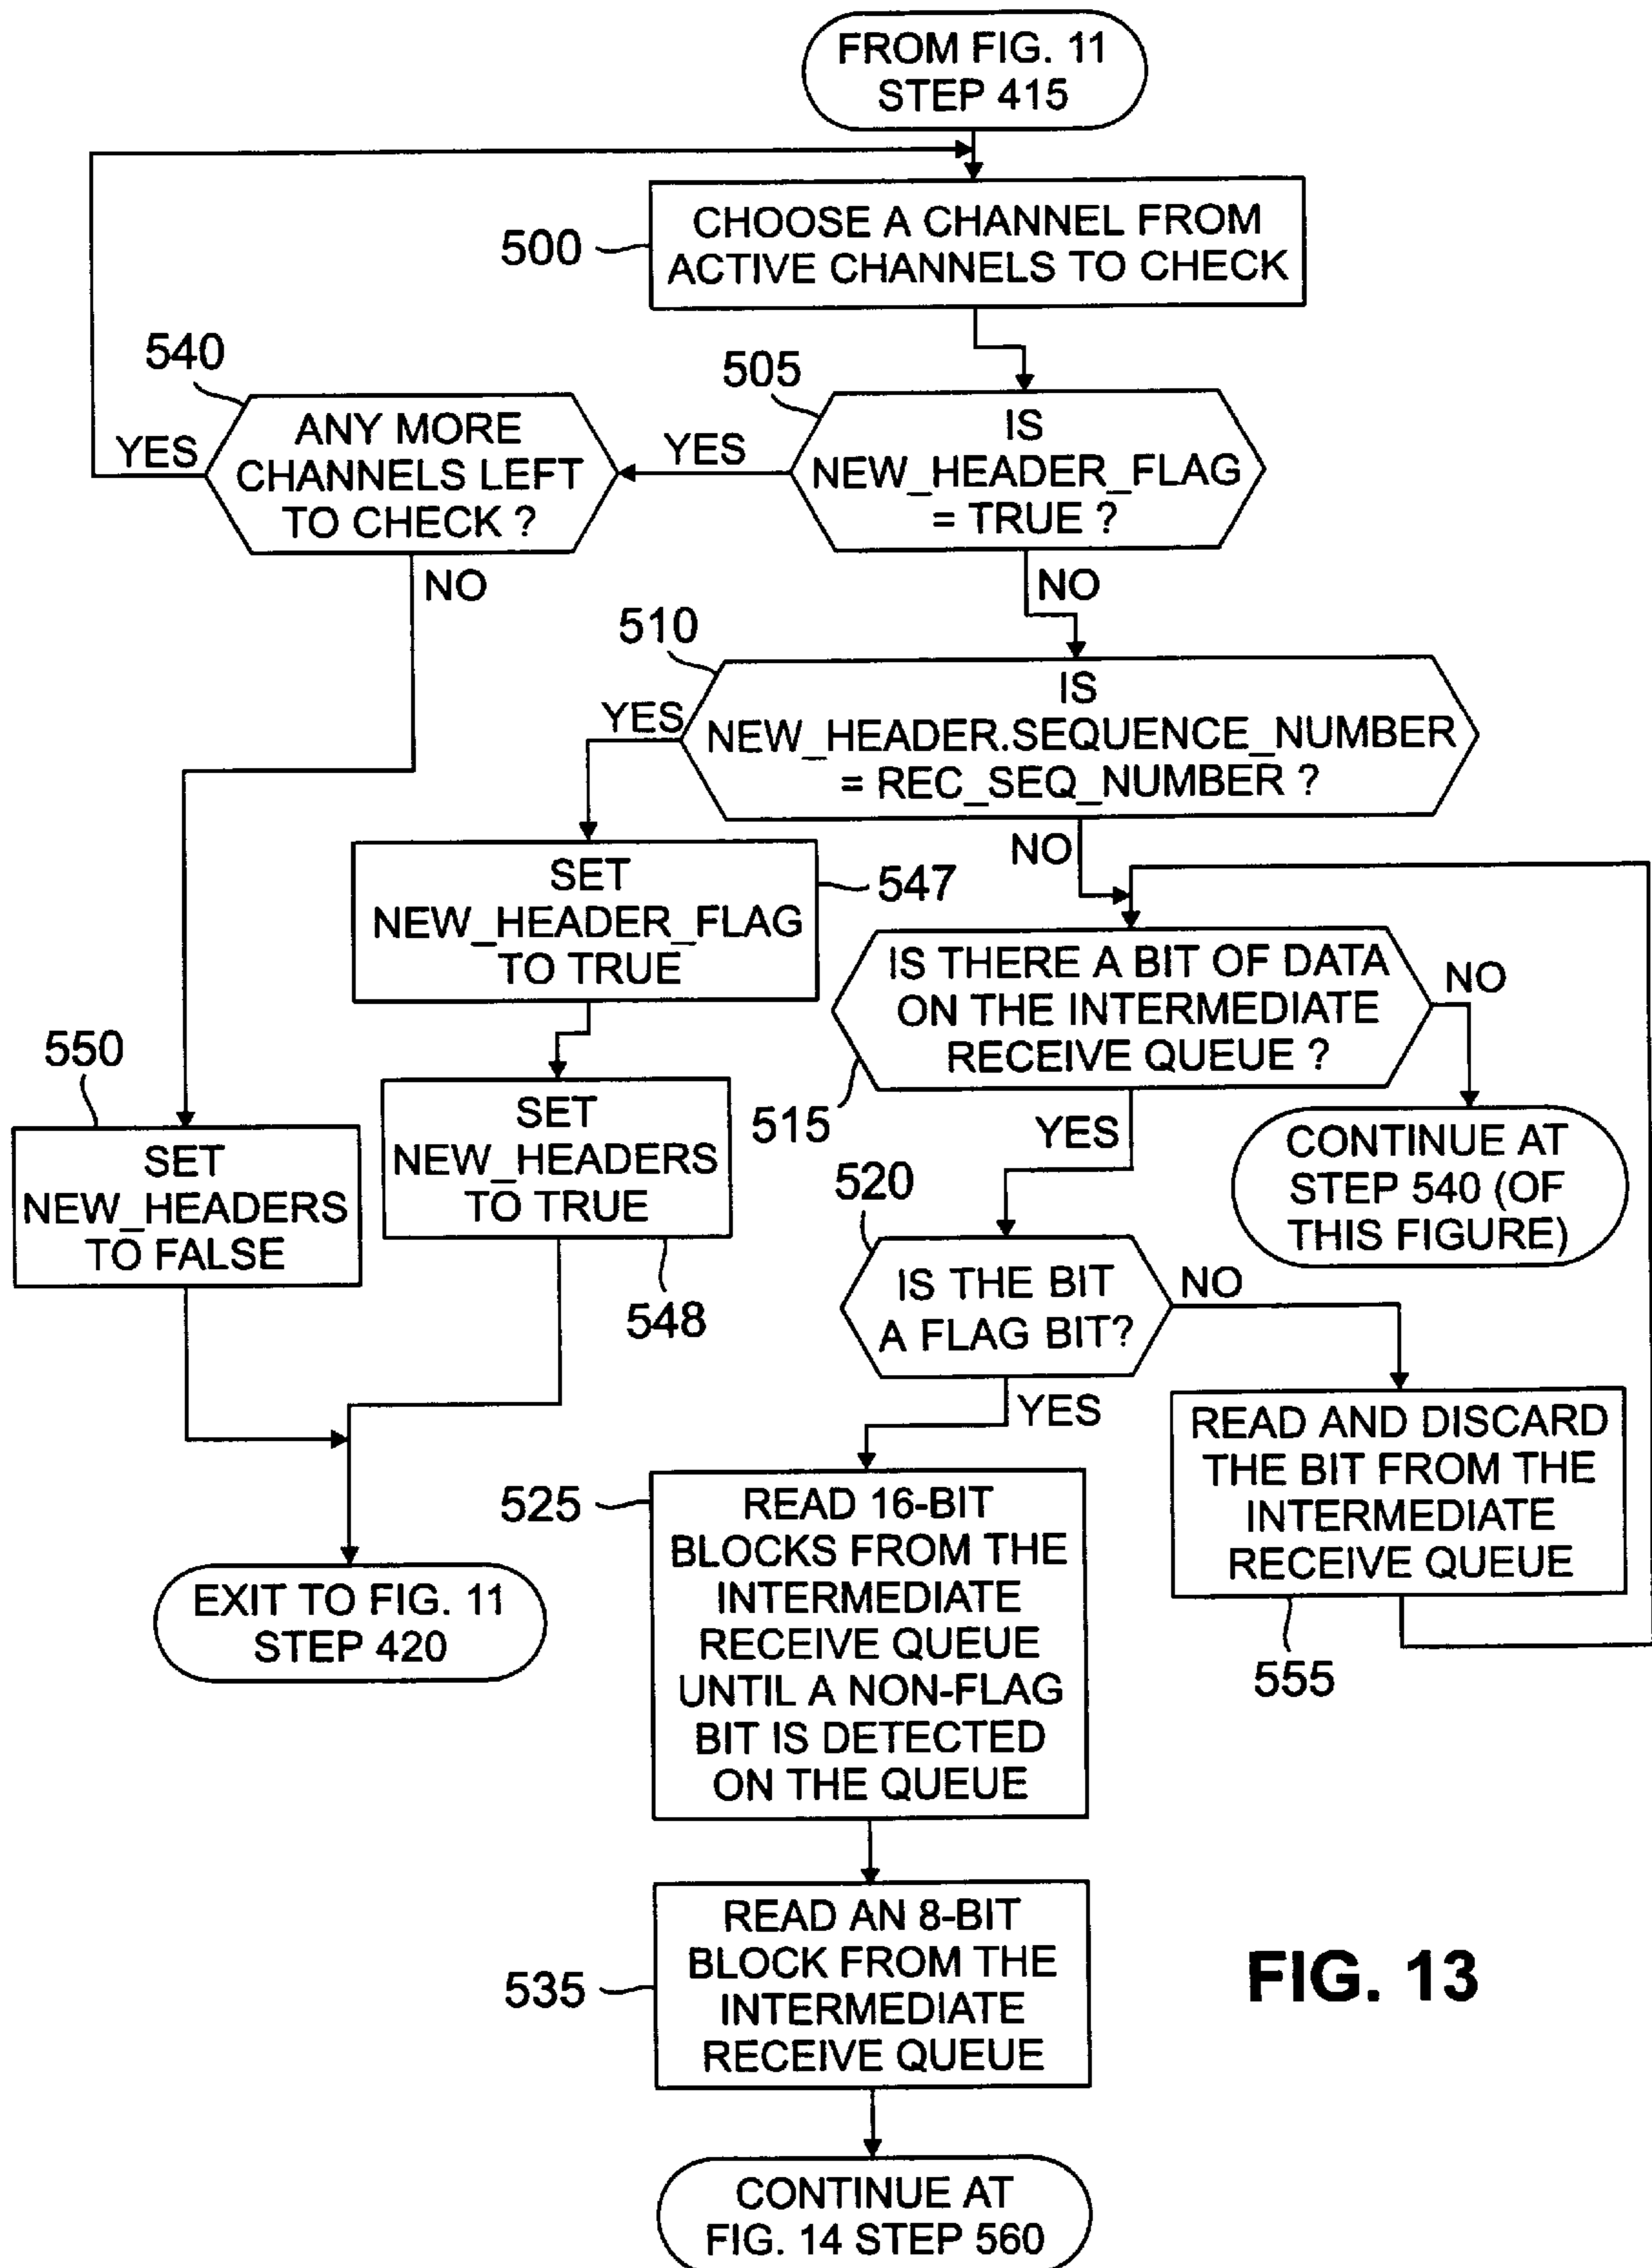 FROM FIG. 11
STEP 415
500
CHOOSE A CHANNEL FROM
ACTIVE CHANNELS TO CHECK
540
505
YES
ANY MORE
CHANNELS LEFT
TO CHECK ?
YES
IS
NEW_HEADER_FLAG
= TRUE ?
NO
NO
510
YES
IS
NEW_HEADER.SEQUENCE_NUMBER
= REC_SEQ_NUMBER ?
NO
SET
NEW_HEADER_FLAG
TO TRUE
547
IS THERE A BIT OF DATA
ON THE INTERMEDIATE
RECEIVE QUEUE ?
NO
515
YES
550
SET
NEW_HEADERS
TO FALSE
SET
NEW_HEADERS
TO TRUE
548
CONTINUE AT
STEP 540 (OF
THIS FIGURE)
520
IS THE BIT
A FLAG BIT?
NO
YES
READ AND DISCARD
THE BIT FROM THE
INTERMEDIATE
RECEIVE QUEUE
555
525
READ 16-BIT
BLOCKS FROM THE
INTERMEDIATE
RECEIVE QUEUE
UNTIL A NON-FLAG
BIT IS DETECTED
ON THE QUEUE
EXIT TO FIG. 11
STEP 420
535
READ AN 8-BIT
BLOCK FROM THE
INTERMEDIATE
RECEIVE QUEUE
FIG. 13
CONTINUE AT
FIG. 14 STEP 560